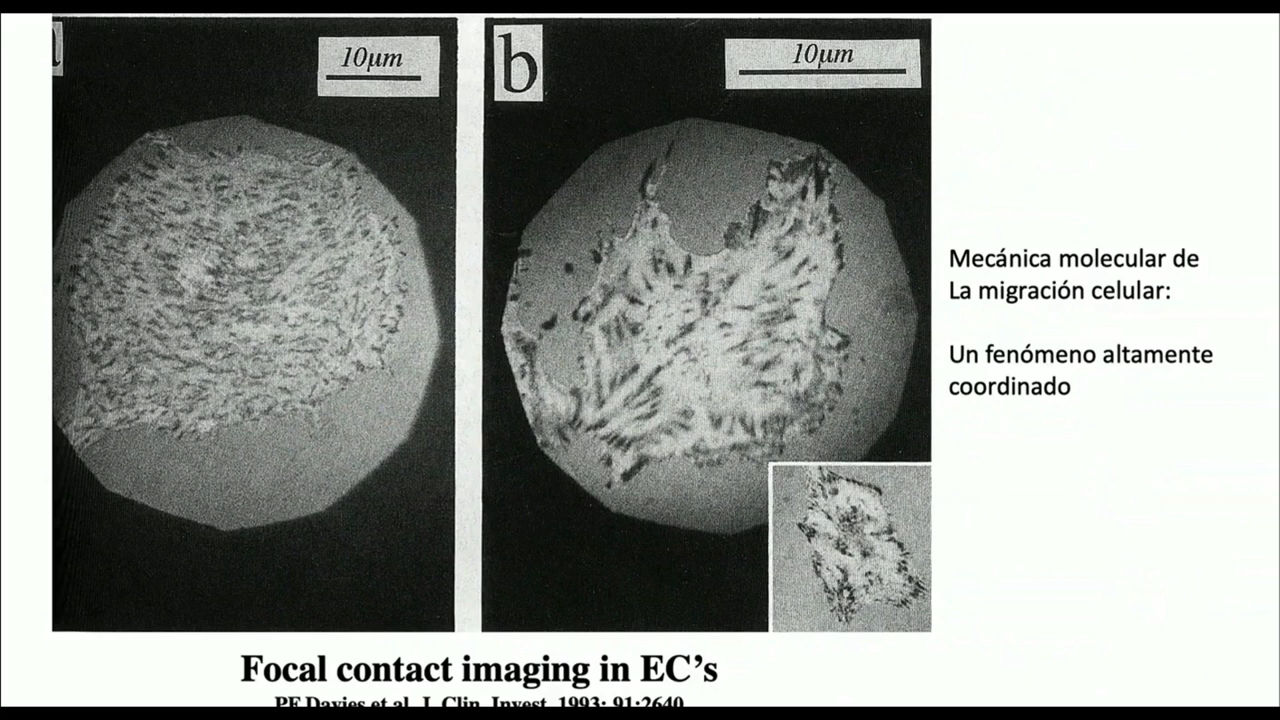 10μm
b
10μm
Mecánica molecular de
La migración celular:
Un fenómeno altamente
coordinado
Focal contact imaging in EC's
PF Davies et al. J. Clin. Invest. 1993; 91:2640